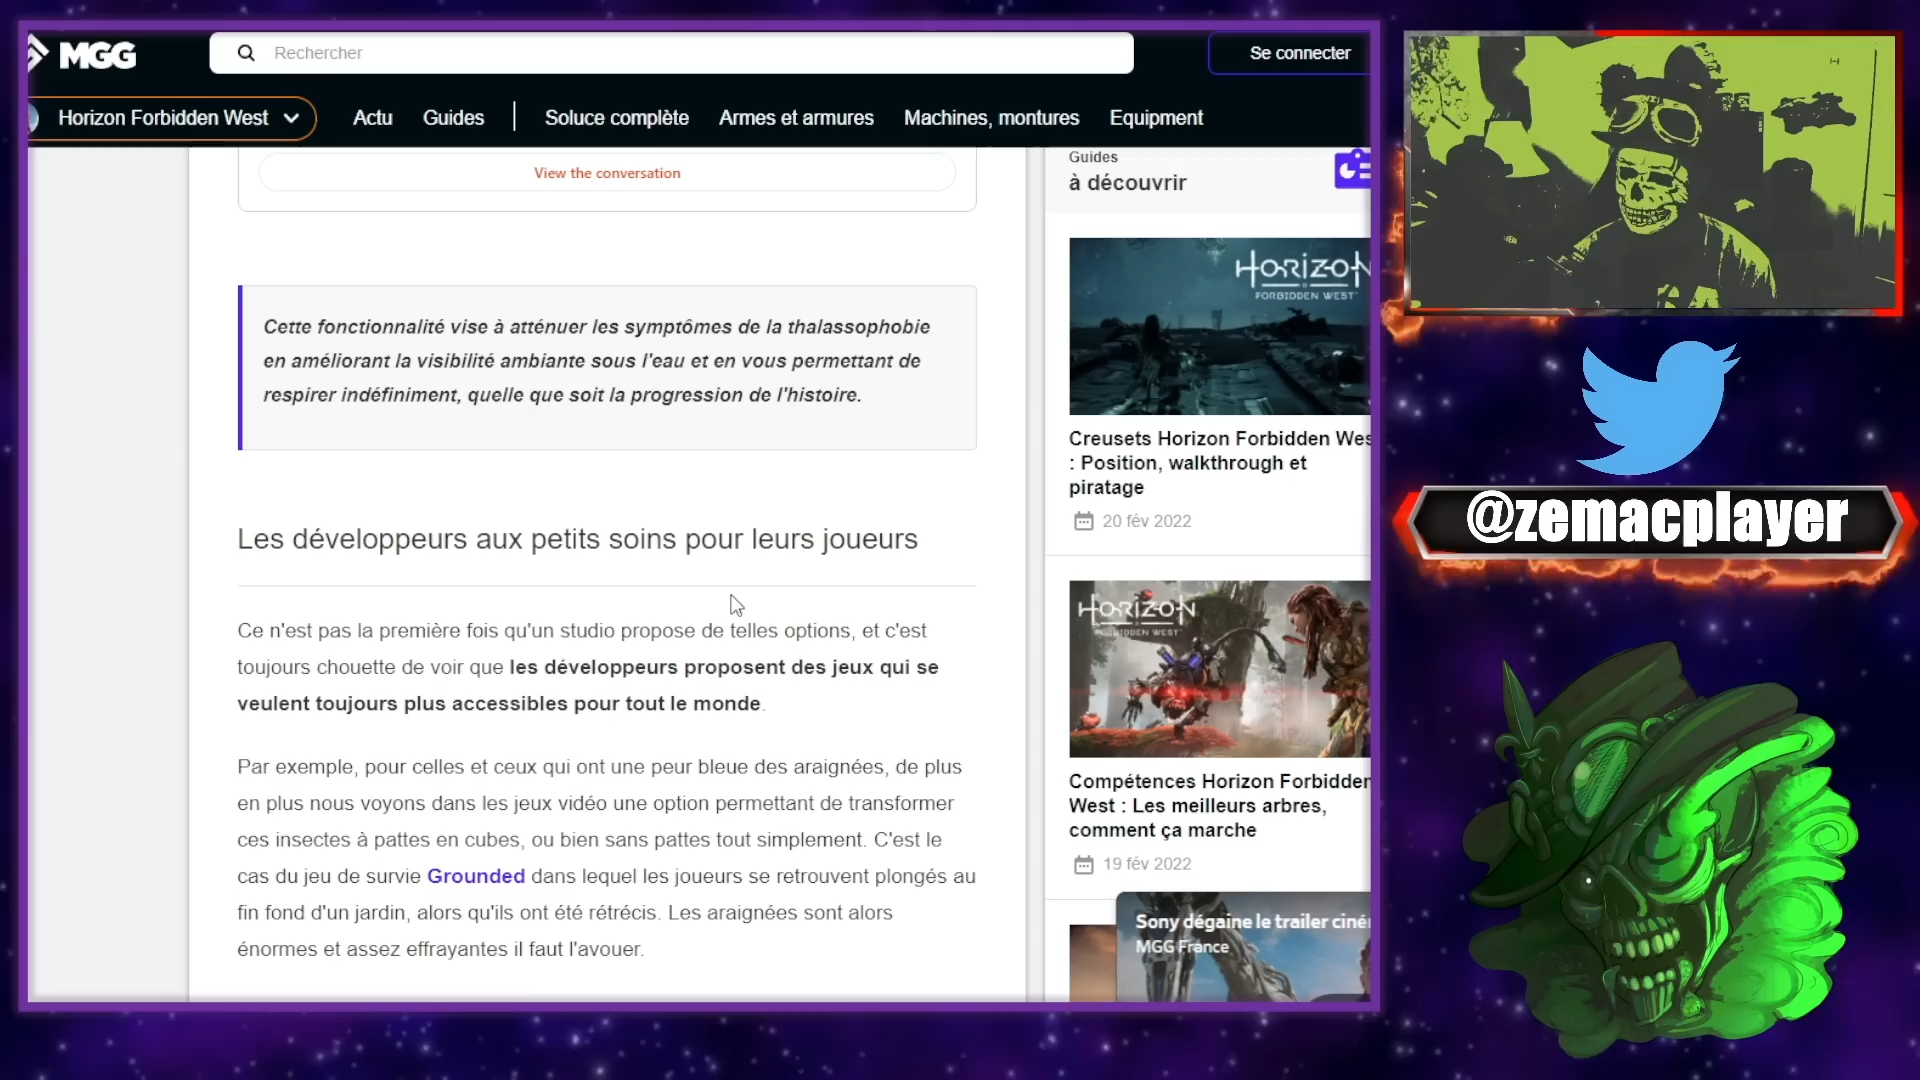 MGG
Rechercher
Se connecter
Horizon Forbidden West
Actu
Guides
Soluce complète
Armes et armures
Machines, montures
Equipment
View the conversation
Cette fonctionnalité vise à atténuer les symptômes de la thalassophobie
en améliorant la visibilité ambiante sous l'eau et en vous permettant de
respirer indéfiniment, quelle que soit la progression de l'histoire.
Les développeurs aux petits soins pour leurs joueurs
Ce n'est pas la première fois qu'un studio propose de telles options, et c'est
toujours chouette de voir que les développeurs proposent des jeux qui se
veulent toujours plus accessibles pour tout le monde.
Par exemple, pour celles et ceux qui ont une peur bleue des araignées, de plus
en plus nous voyons dans les jeux vidéo une option permettant de transformer
ces insectes à pattes en cubes, ou bien sans pattes tout simplement. C'est le
cas du jeu de survie Grounded dans lequel les joueurs se retrouvent plongés au
fin fond d'un jardin, alors qu'ils ont été rétrécis. Les araignées sont alors
énormes et assez effrayantes il faut l'avouer.
Guides
à découvrir
HORIZON
FORBIDDEN WEST
Creusets Horizon Forbidden Wes
: Position, walkthrough et
piratage
20 fév 2022
HORIZON
FORBIDDEN WEST
Compétences Horizon Forbidden
West : Les meilleurs arbres,
comment ça marche
19 fév 2022
Sony dégaine le trailer ciné
MGG France
@zemacplayer